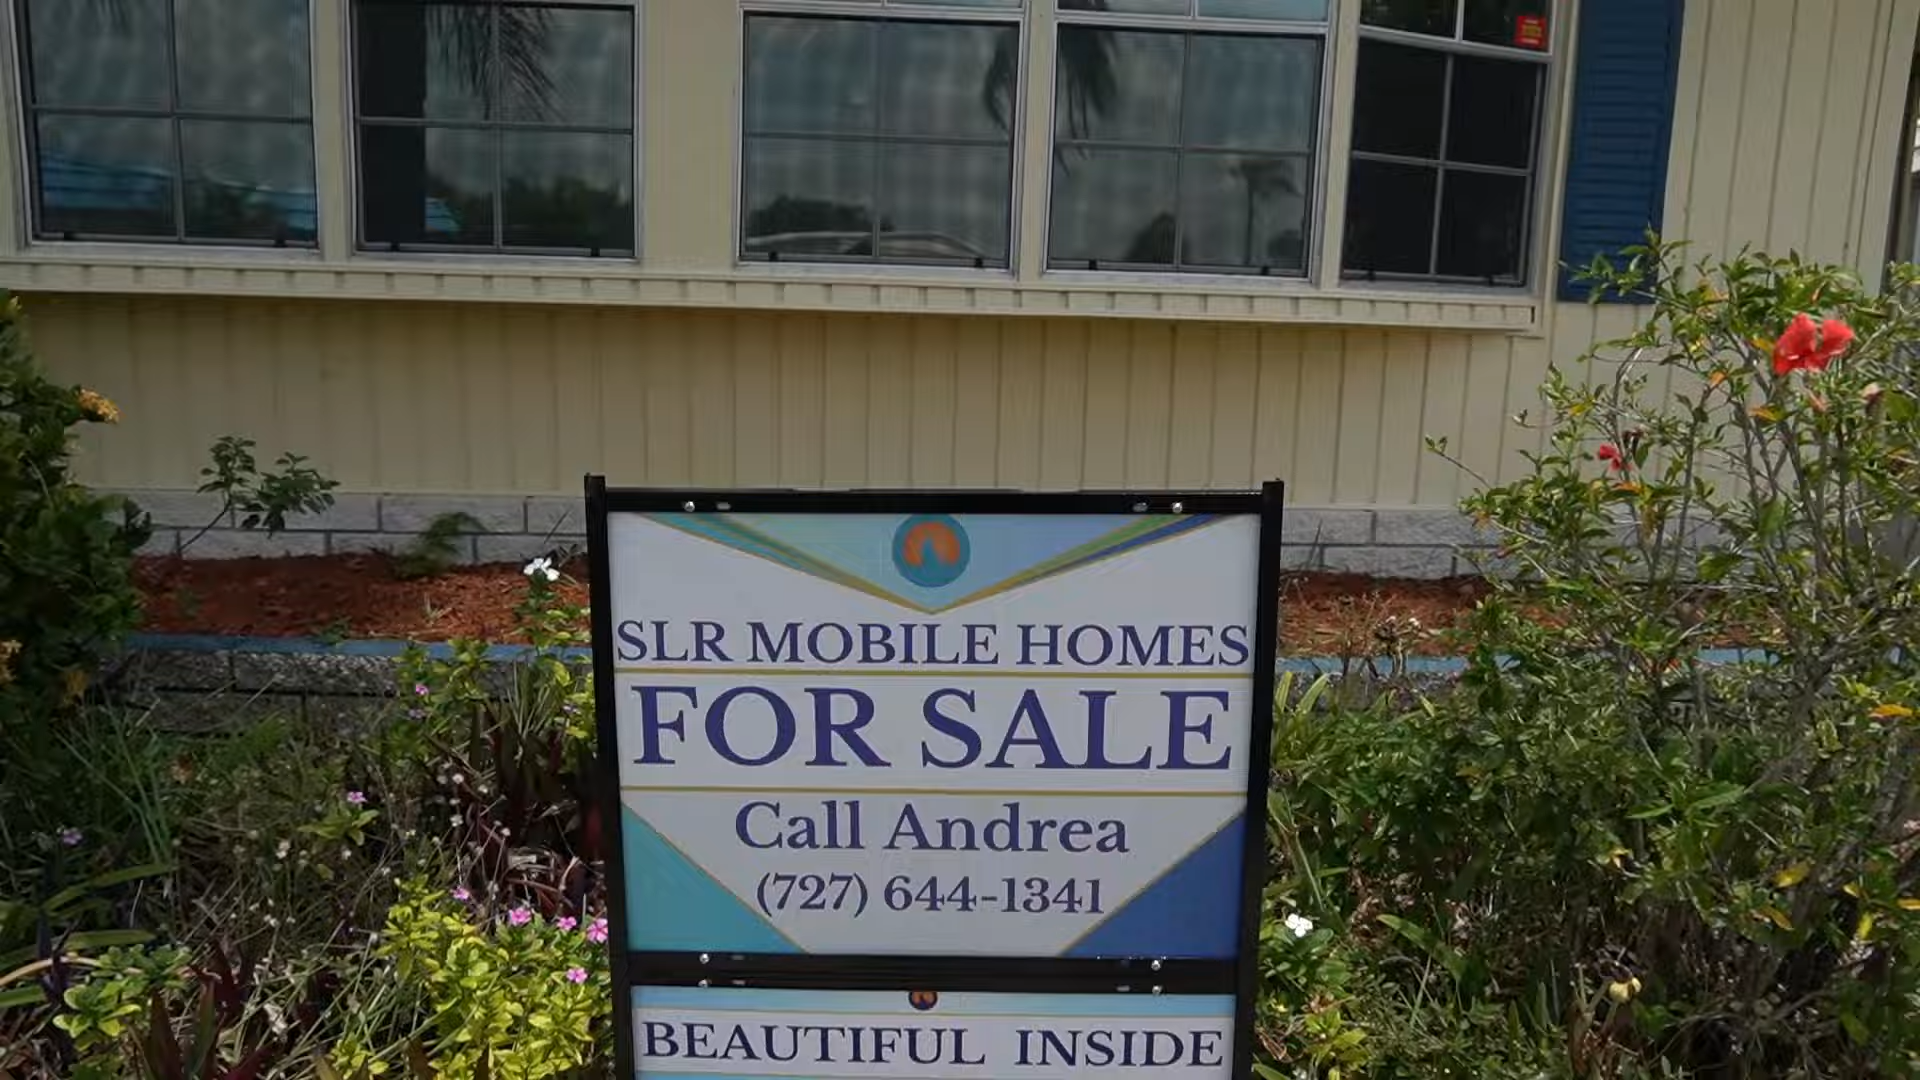 SLR MOBILE HOMES
FOR SALE
Call Andrea
(727) 644-1341
BEAUTIFUL INSIDE